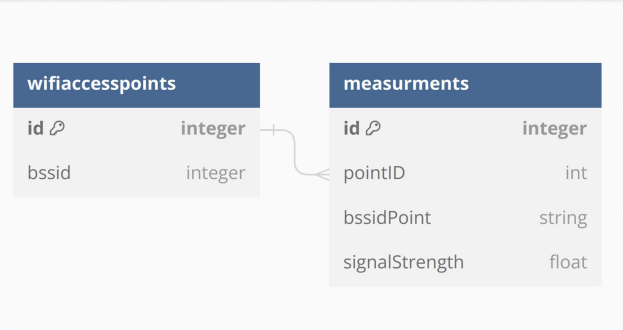 wifiaccesspoints
id integer
bssid integer
measurments
id integer
pointID int
bssidPoint string
signalStrength float